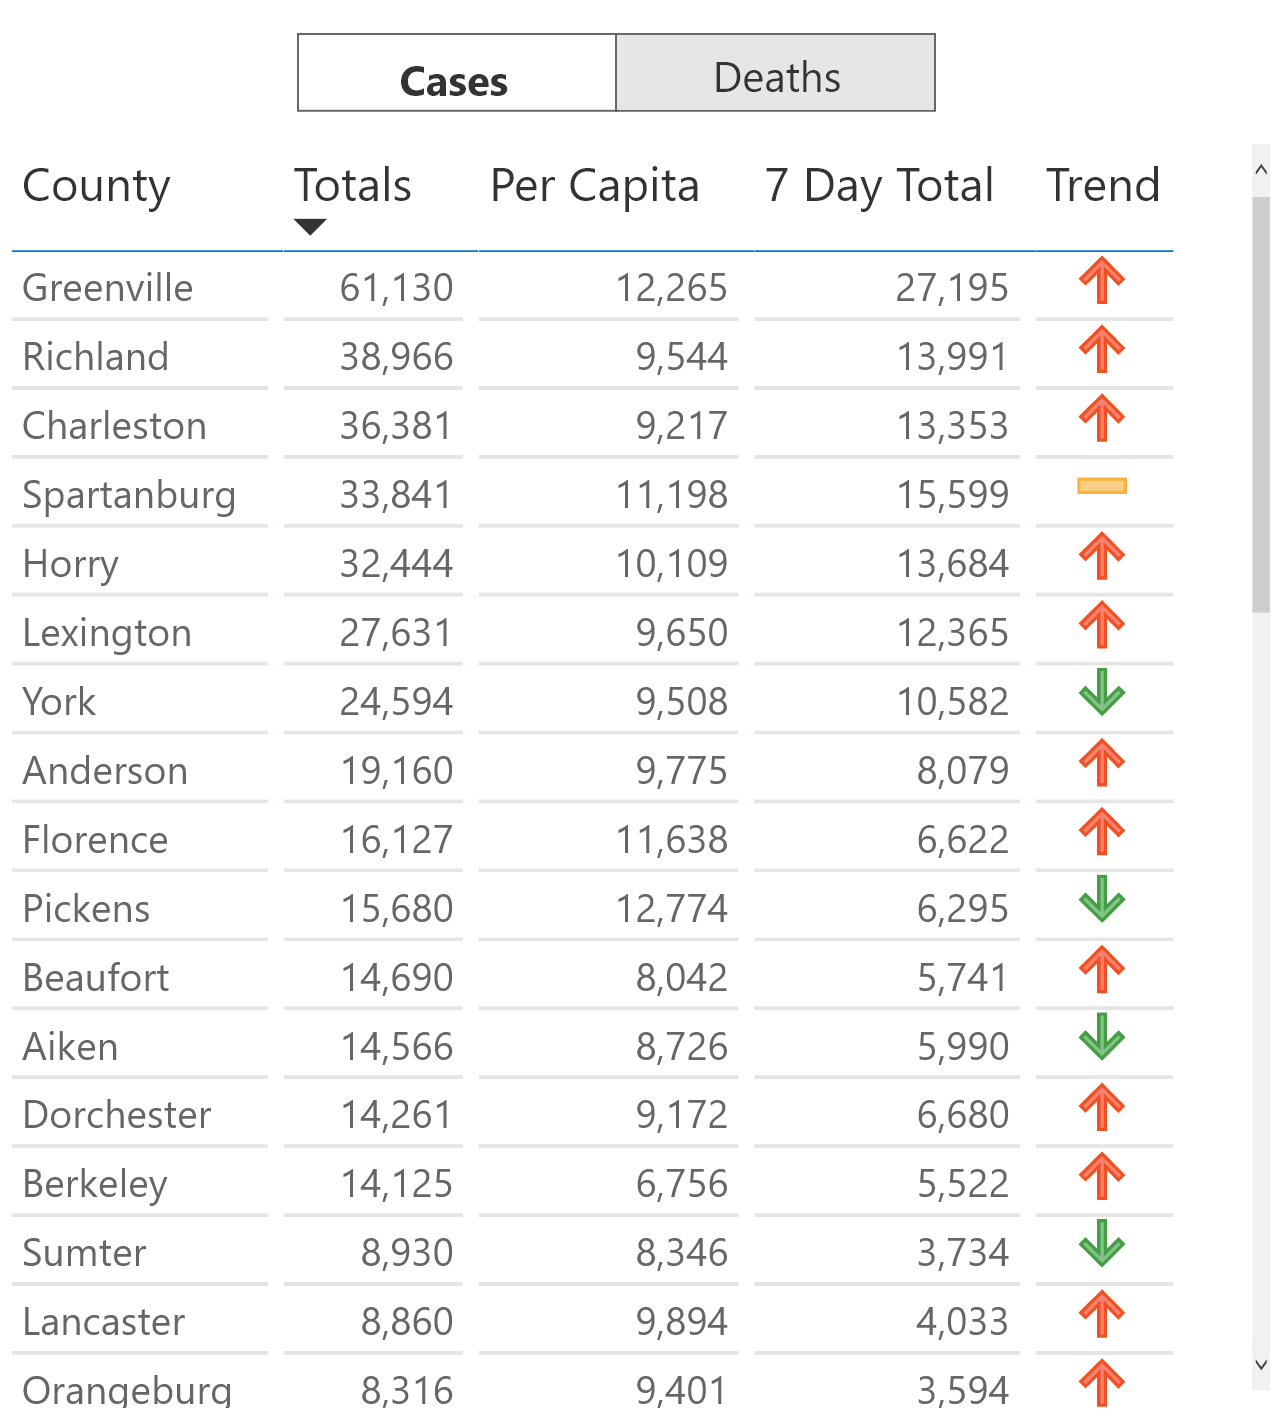 Cases Deaths
County Totals Per Capita 7 Day Total Trend
Greenville 61,130 12,265 27,195
Richland 38,966 9,544 13,991
Charleston 36,381 9,217 13,353
Spartanburg 33,841 11,198 15,599
Horry 32,444 10,109 13,684
Lexington 27,631 9,650 12,365
York 24,594 9,508 10,582
Anderson 19,160 9,775 8,079
Florence 16,127 11,638 6,622
Pickens 15,680 12,774 6,295
Beaufort 14,690 8,042 5,741
Aiken 14,566 8,726 5,990
Dorchester 14,261 9,172 6,680
Berkeley 14,125 6,756 5,522
Sumter 8,930 8,346 3,734
Lancaster 8,860 9,894 4,033
Orangeburg 8,316 9,401 3,594